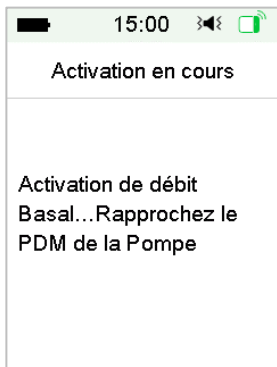 15:00
Activation en cours
Activation de débit
Basal...Rapprochez le
PDM de la Pompe